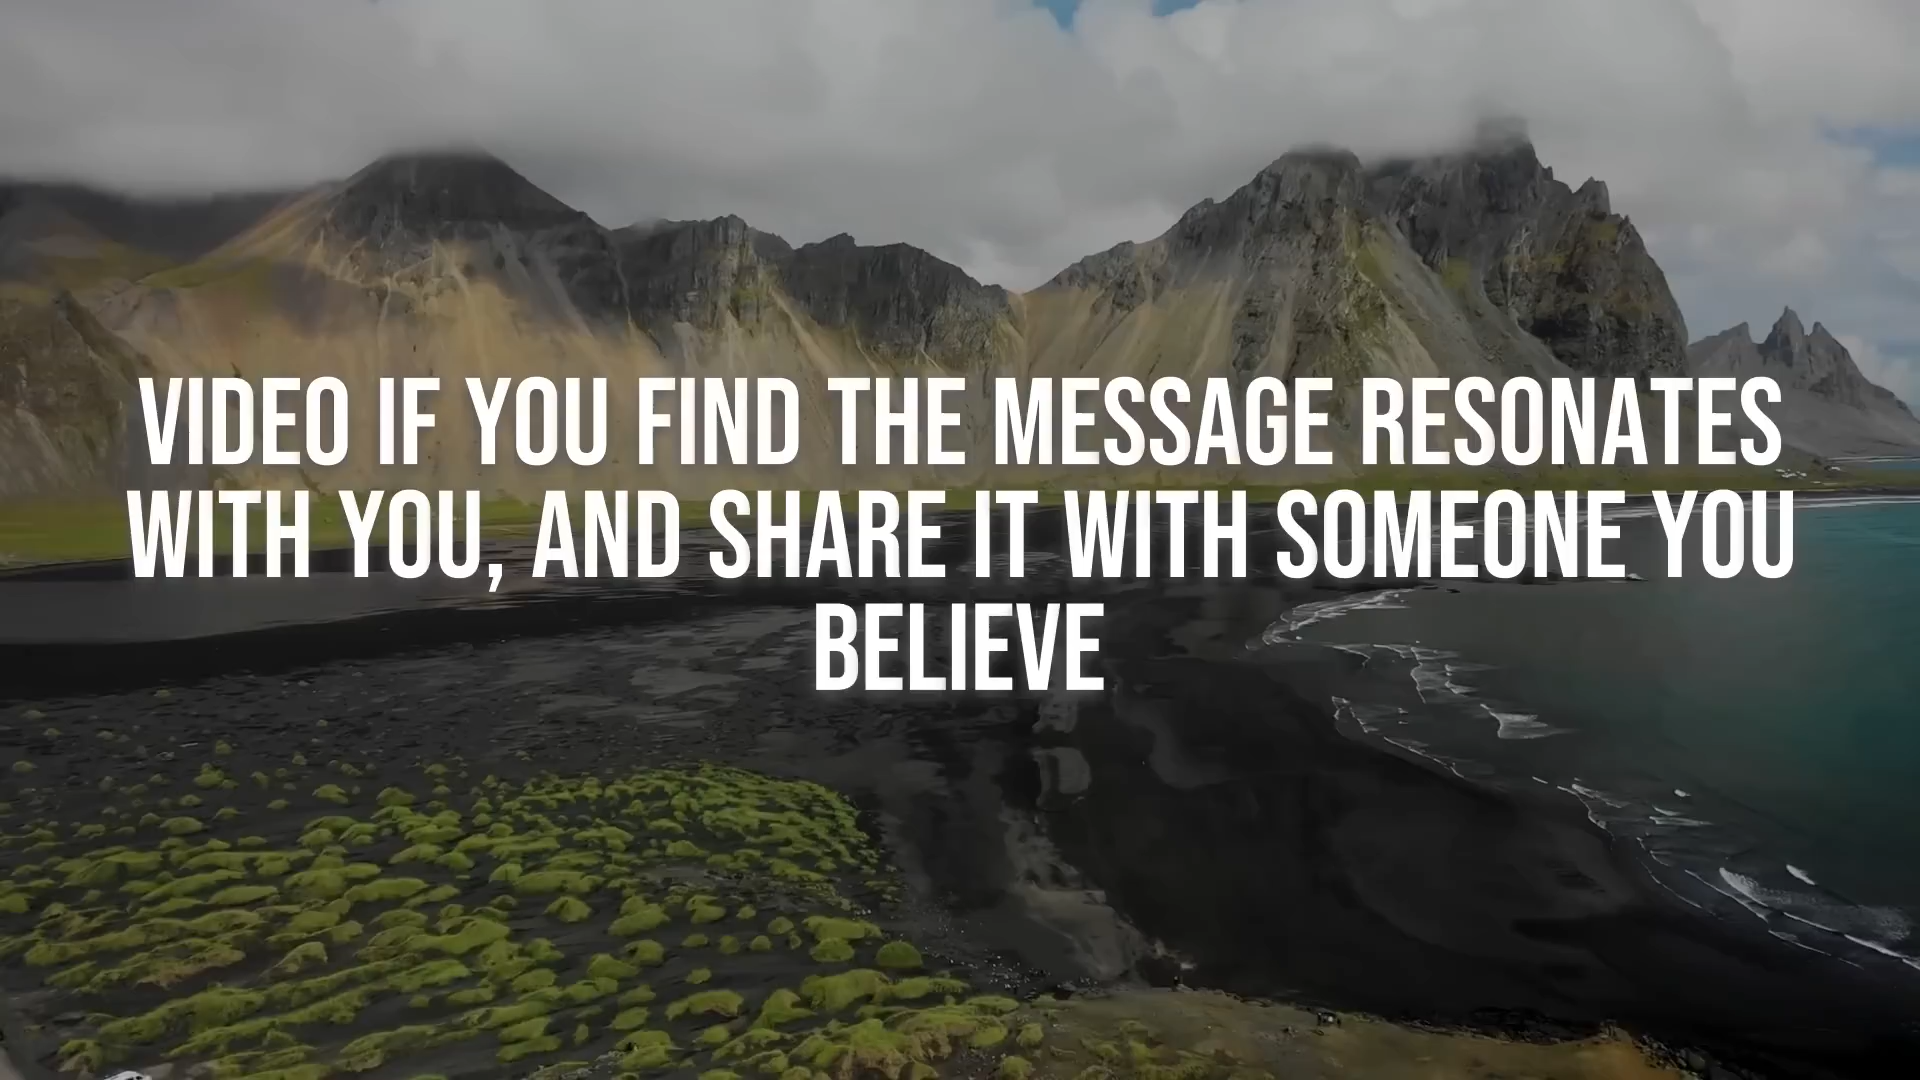 VIDEO IF YOU FIND THE MESSAGE RESONATES
WITH YOU, AND SHARE IT WITH SOMEONE YOU
BELIEVE